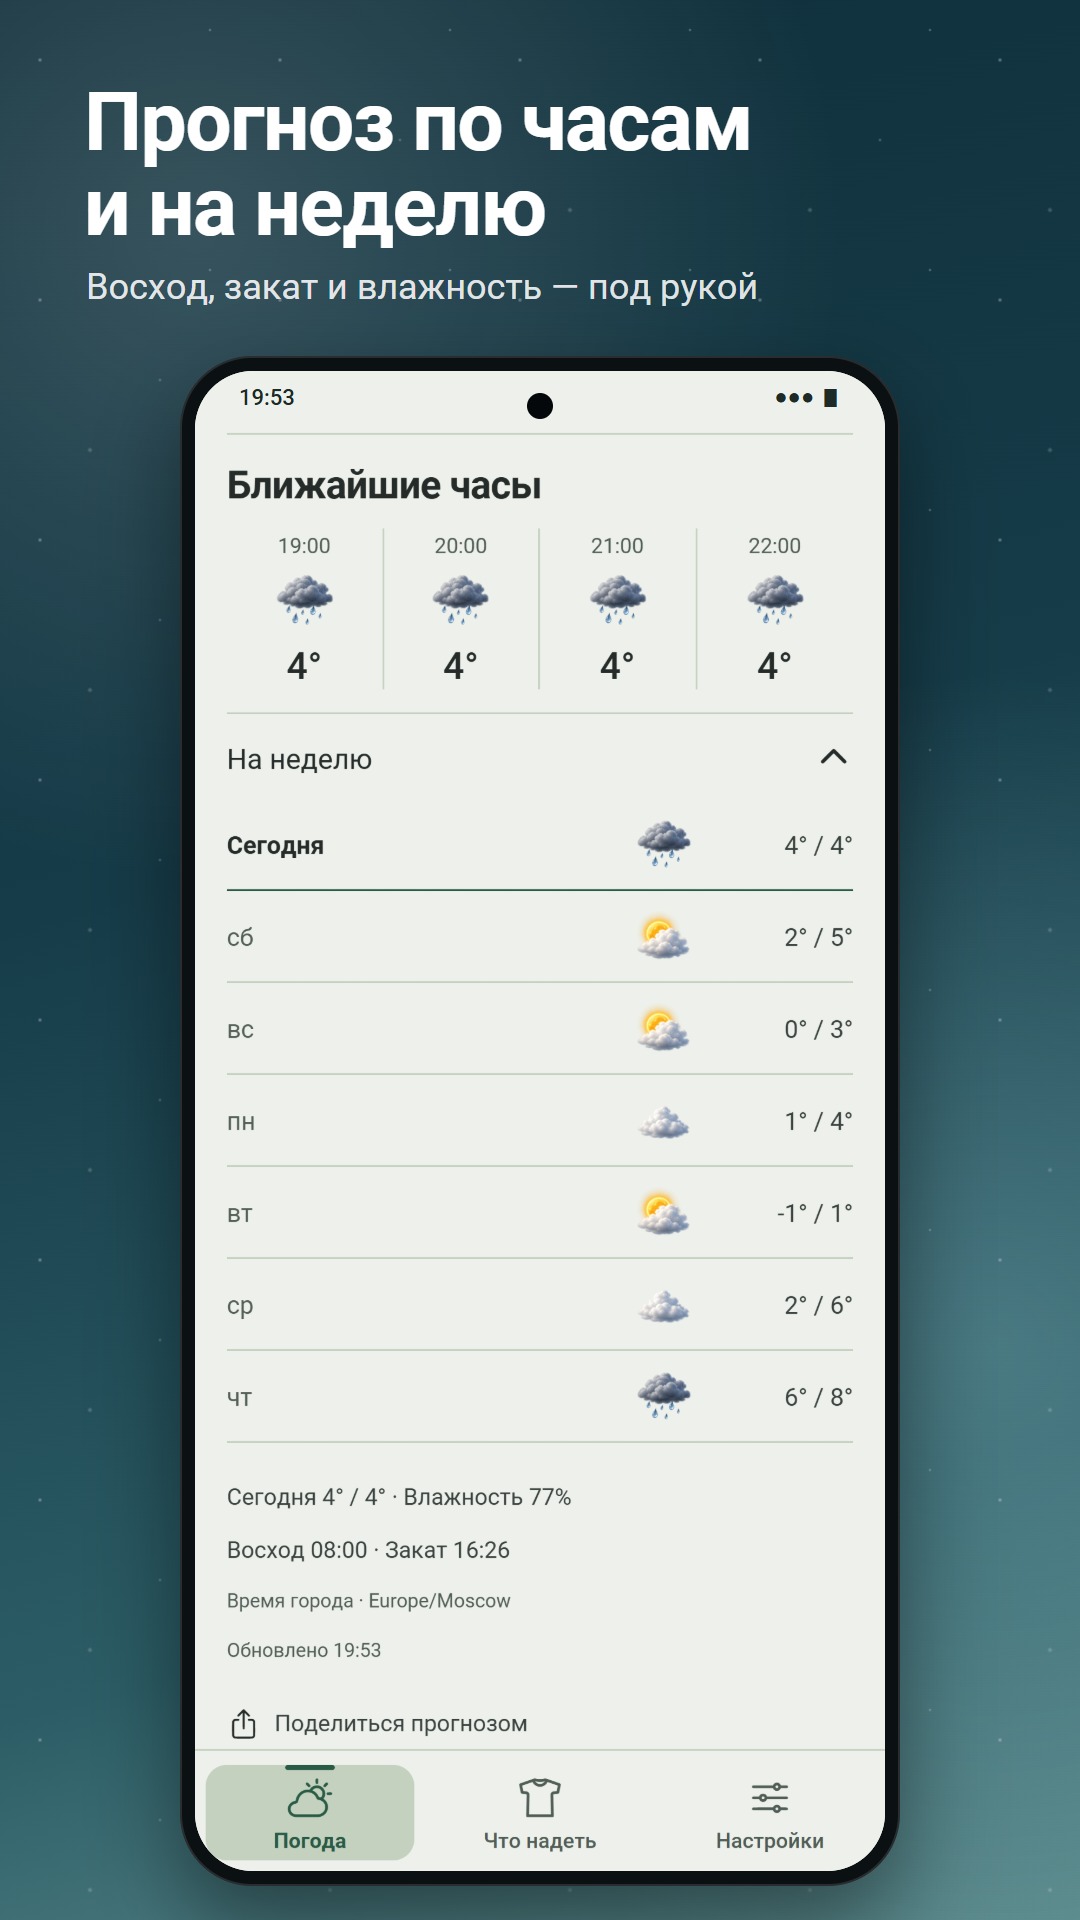 Прогноз по часам
и на неделю
Восход, закат и влажность — под рукой
19:53
Ближайшие часы
19:00 20:00 21:00 22:00
4° 4° 4° 4°
На неделю
Сегодня 4° / 4°
сб 2° / 5°
вс 0° / 3°
пн 1° / 4°
вт -1° / 1°
ср 2° / 6°
чт 6° / 8°
Сегодня 4° / 4° · Влажность 77%
Восход 08:00 · Закат 16:26
Время города · Europe/Moscow
Обновлено 19:53
Поделиться прогнозом
Погода Что надеть Настройки